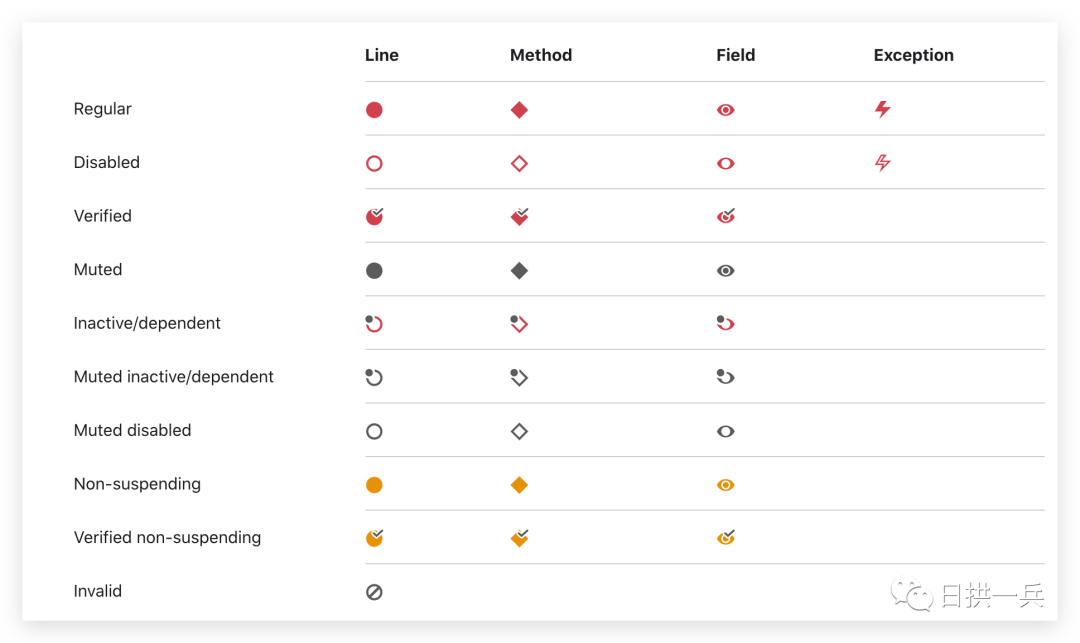 Line Method Field Exception
Regular
Disabled
Verified
Muted
Inactive/dependent
Muted inactive/dependent
Muted disabled
Non-suspending
Verified non-suspending
Invalid
日拱一兵